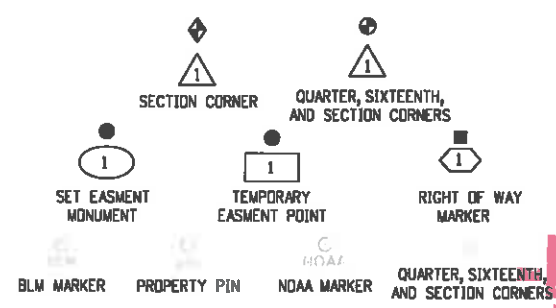 1
1
SECTION CORNER
QUARTER, SIXTEENTH,
AND SECTION CORNERS
1
1
1
SET EASMENT
MONUMENT
TEMPORARY
EASMENT POINT
RIGHT OF WAY
MARKER
NOAA
BLM MARKER
PROPERTY PIN
NOAA MARKER
QUARTER, SIXTEENTH,
AND SECTION CORNERS